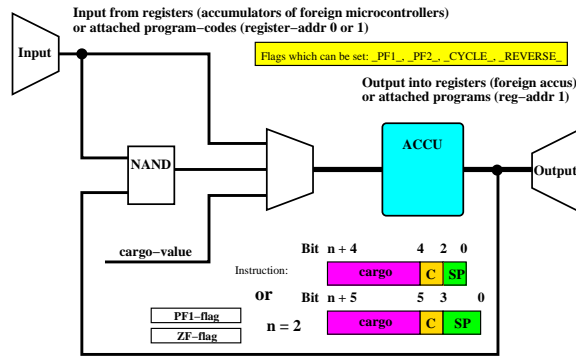 Input from registers (accumulators of foreign microcontrollers)
or attached program-codes (register-addr 0 or 1)
Input
Flags which can be set: _PF1_, _PF2_, _CYCLE_, _REVERSE_
Output into registers (foreign accus)
or attached programs (reg-addr 1)
ACCU
NAND
Output
cargo-value
Bit n + 4 4 2 0
Instruction: cargo C SP
or Bit n + 5 5 3 0
PF1-flag
n = 2 cargo C SP
ZF-flag